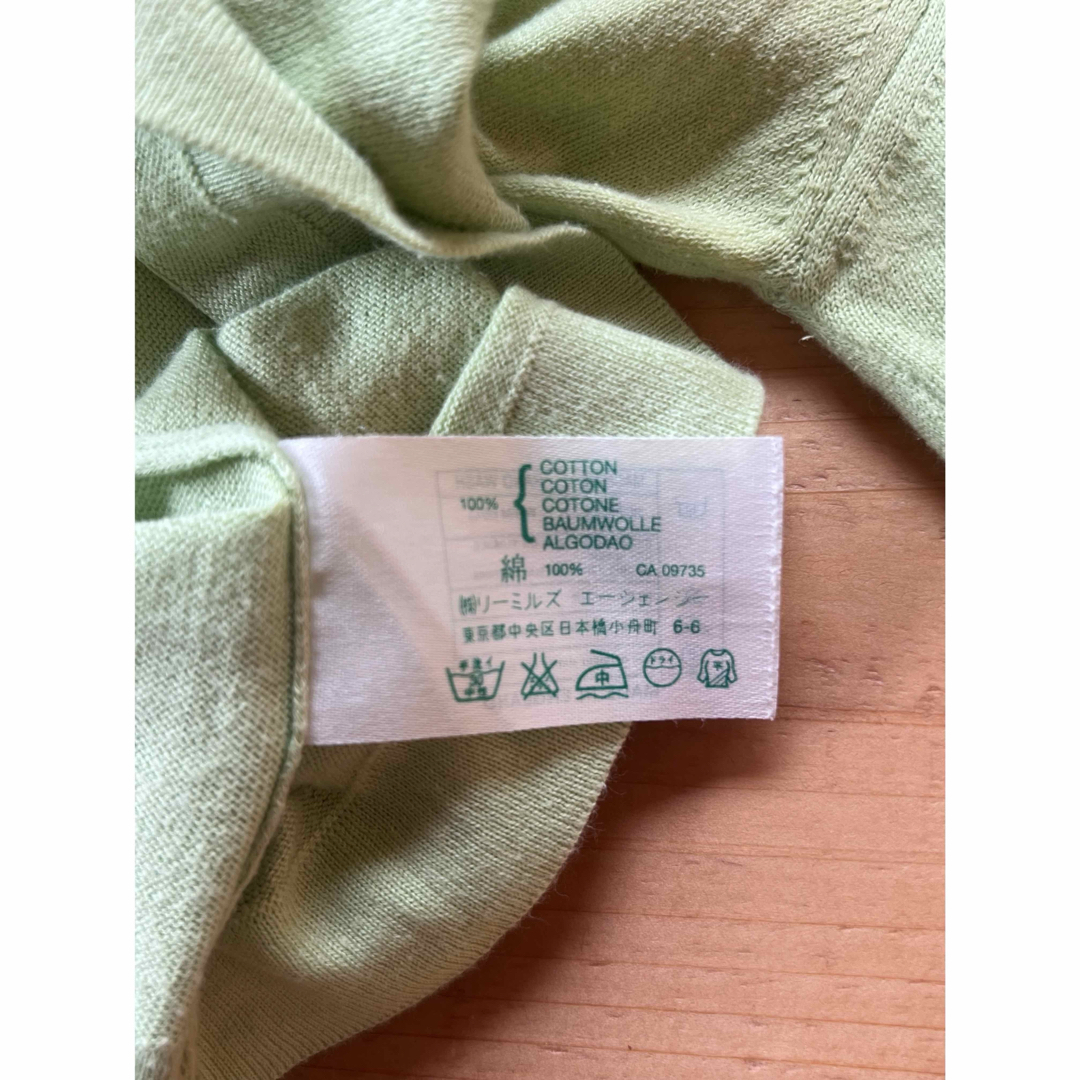 100%
COTTON
COTON
COTONE
BAUMWOLLE
ALGODAO
綿 100% CA 09735
㈱リーミルズ エージェンシー
東京都中央区日本橋小舟町 6-6
中 ドライ